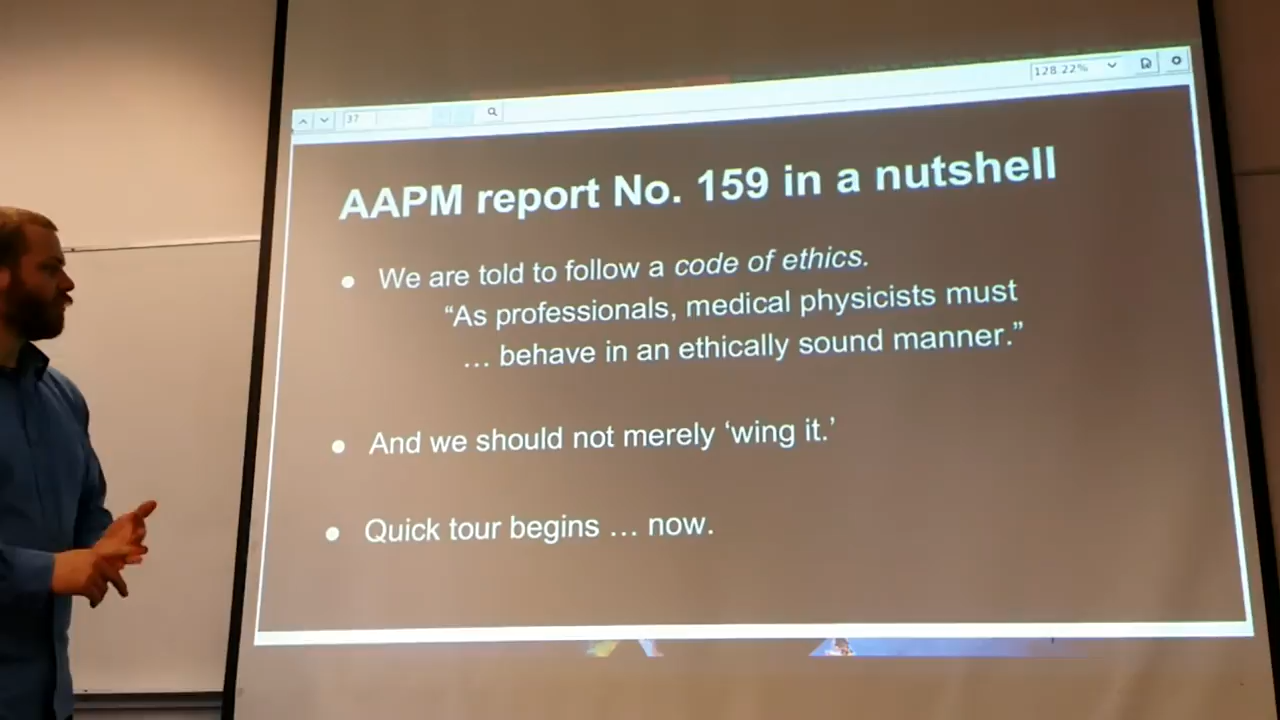 37
128.22%
AAPM report No. 159 in a nutshell
● We are told to follow a code of ethics.
“As professionals, medical physicists must
… behave in an ethically sound manner.”
● And we should not merely ‘wing it.’
● Quick tour begins … now.